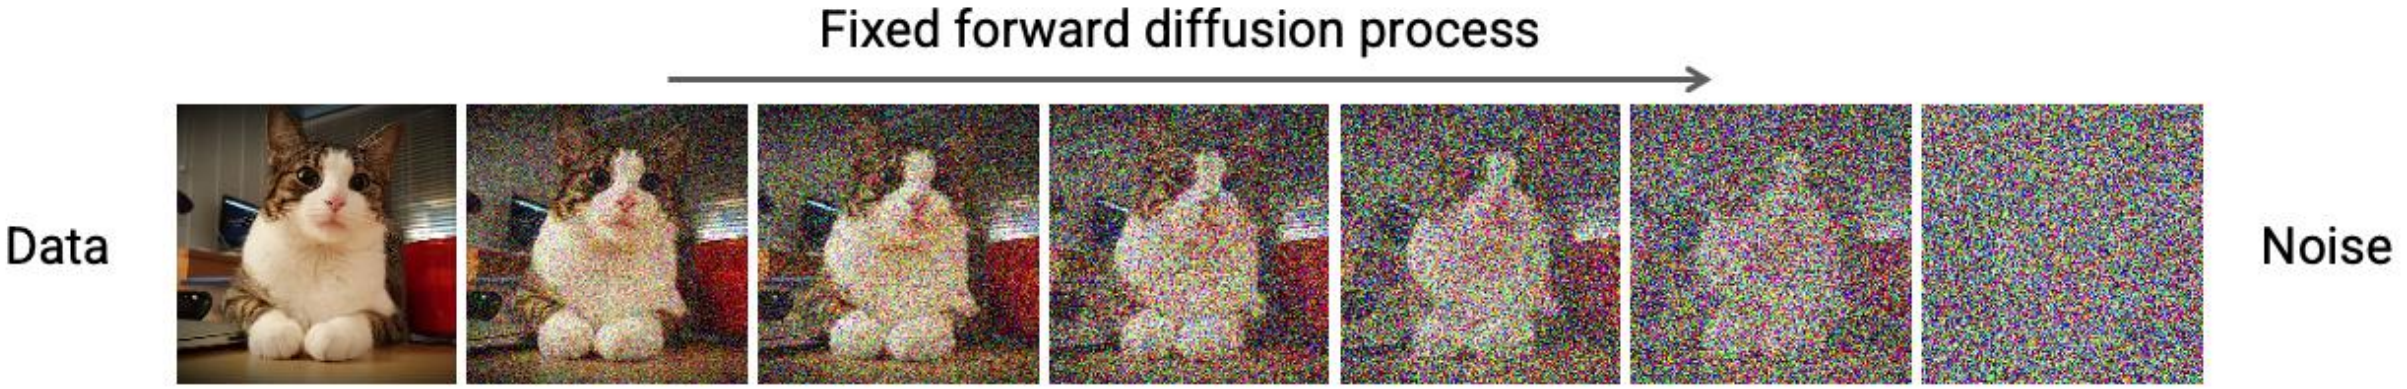 Fixed forward diffusion process
Data
Noise